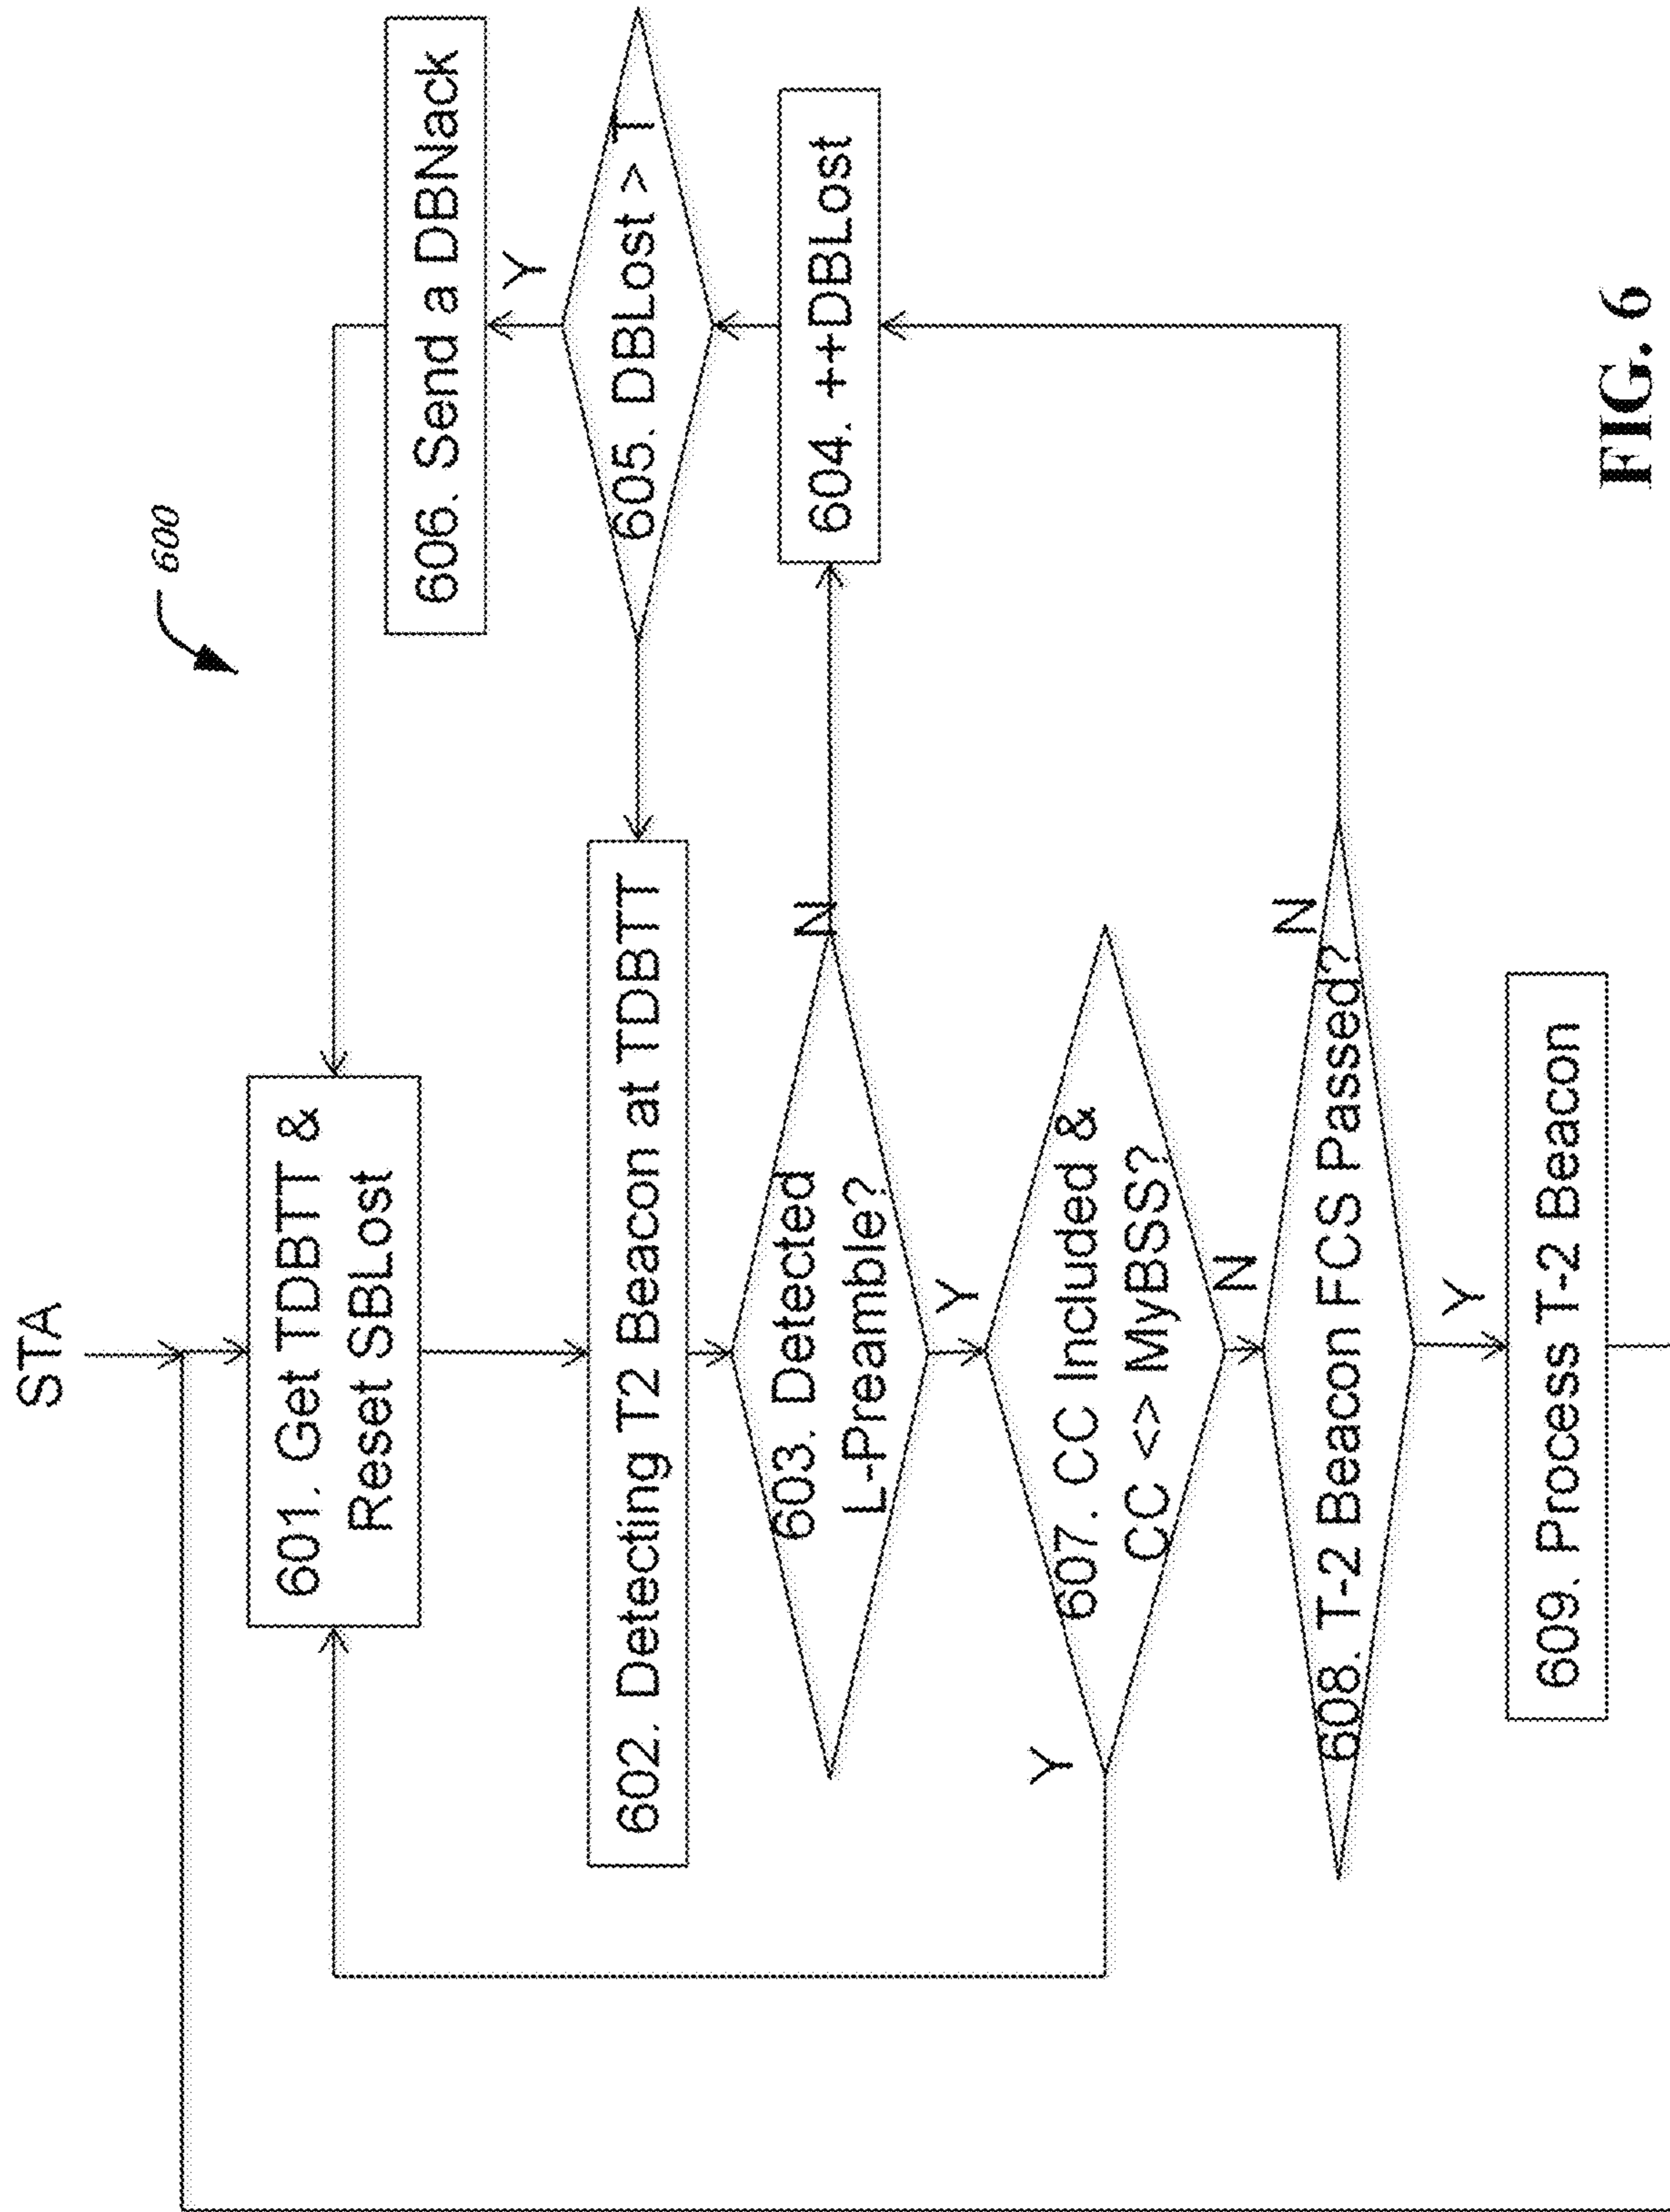 STA
600
601. Get TDBTT &
Reset SBLost
606. Send a DBNack
Y
602. Detecting T2 Beacon at TDBTT
605. DBLost > T
603. Detected
L-Preamble?
N
604. ++DBLost
Y
Y
607. CC Included &
CC <> MyBSS?
N
608. T-2 Beacon FCS Passed?
N
Y
609. Process T-2 Beacon
FIG. 6